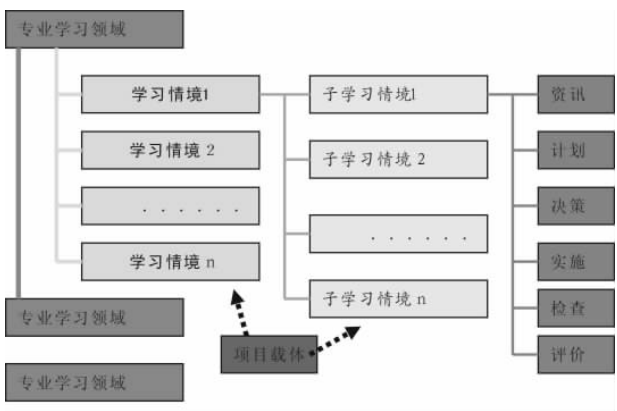 专业学习领域
学习情境1
子学习情境1
资讯
学习情境 2
子学习情境 2
计划
......
......
决策
学习情境 n
子学习情境 n
实施
专业学习领域
项目载体
检查
专业学习领域
评价